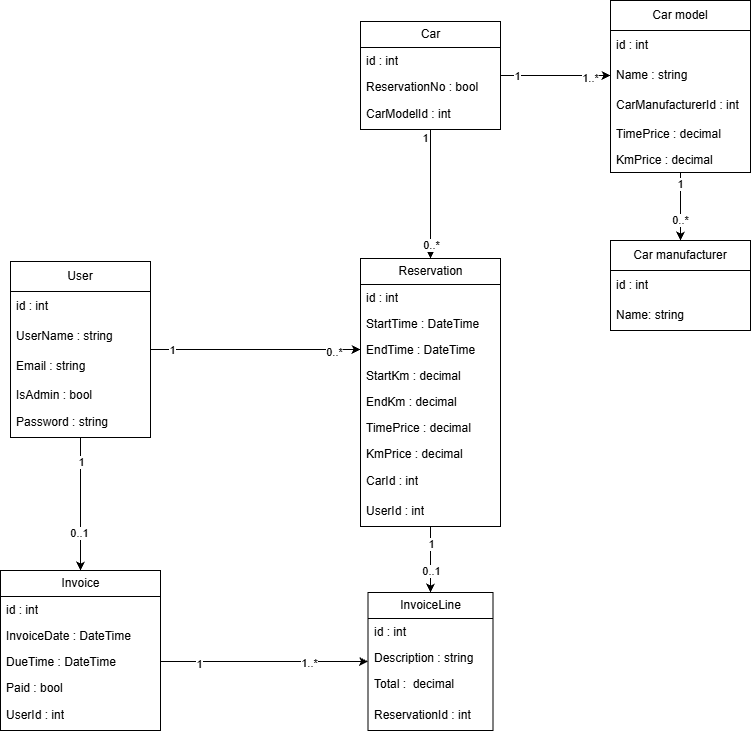 Car
id : int
ReservationNo : bool
CarModelId : int
Car model
id : int
Name : string
CarManufacturerId : int
TimePrice : decimal
KmPrice : decimal
1
1..*
1
0..*
1
0..*
Car manufacturer
id : int
Name: string
User
id : int
UserName : string
Email : string
IsAdmin : bool
Password : string
1
0..*
Reservation
id : int
StartTime : DateTime
EndTime : DateTime
StartKm : decimal
EndKm : decimal
TimePrice : decimal
KmPrice : decimal
CarId : int
UserId : int
1
0..1
1
0..1
Invoice
id : int
InvoiceDate : DateTime
DueTime : DateTime
Paid : bool
UserId : int
1
1..*
InvoiceLine
id : int
Description : string
Total :  decimal
ReservationId : int